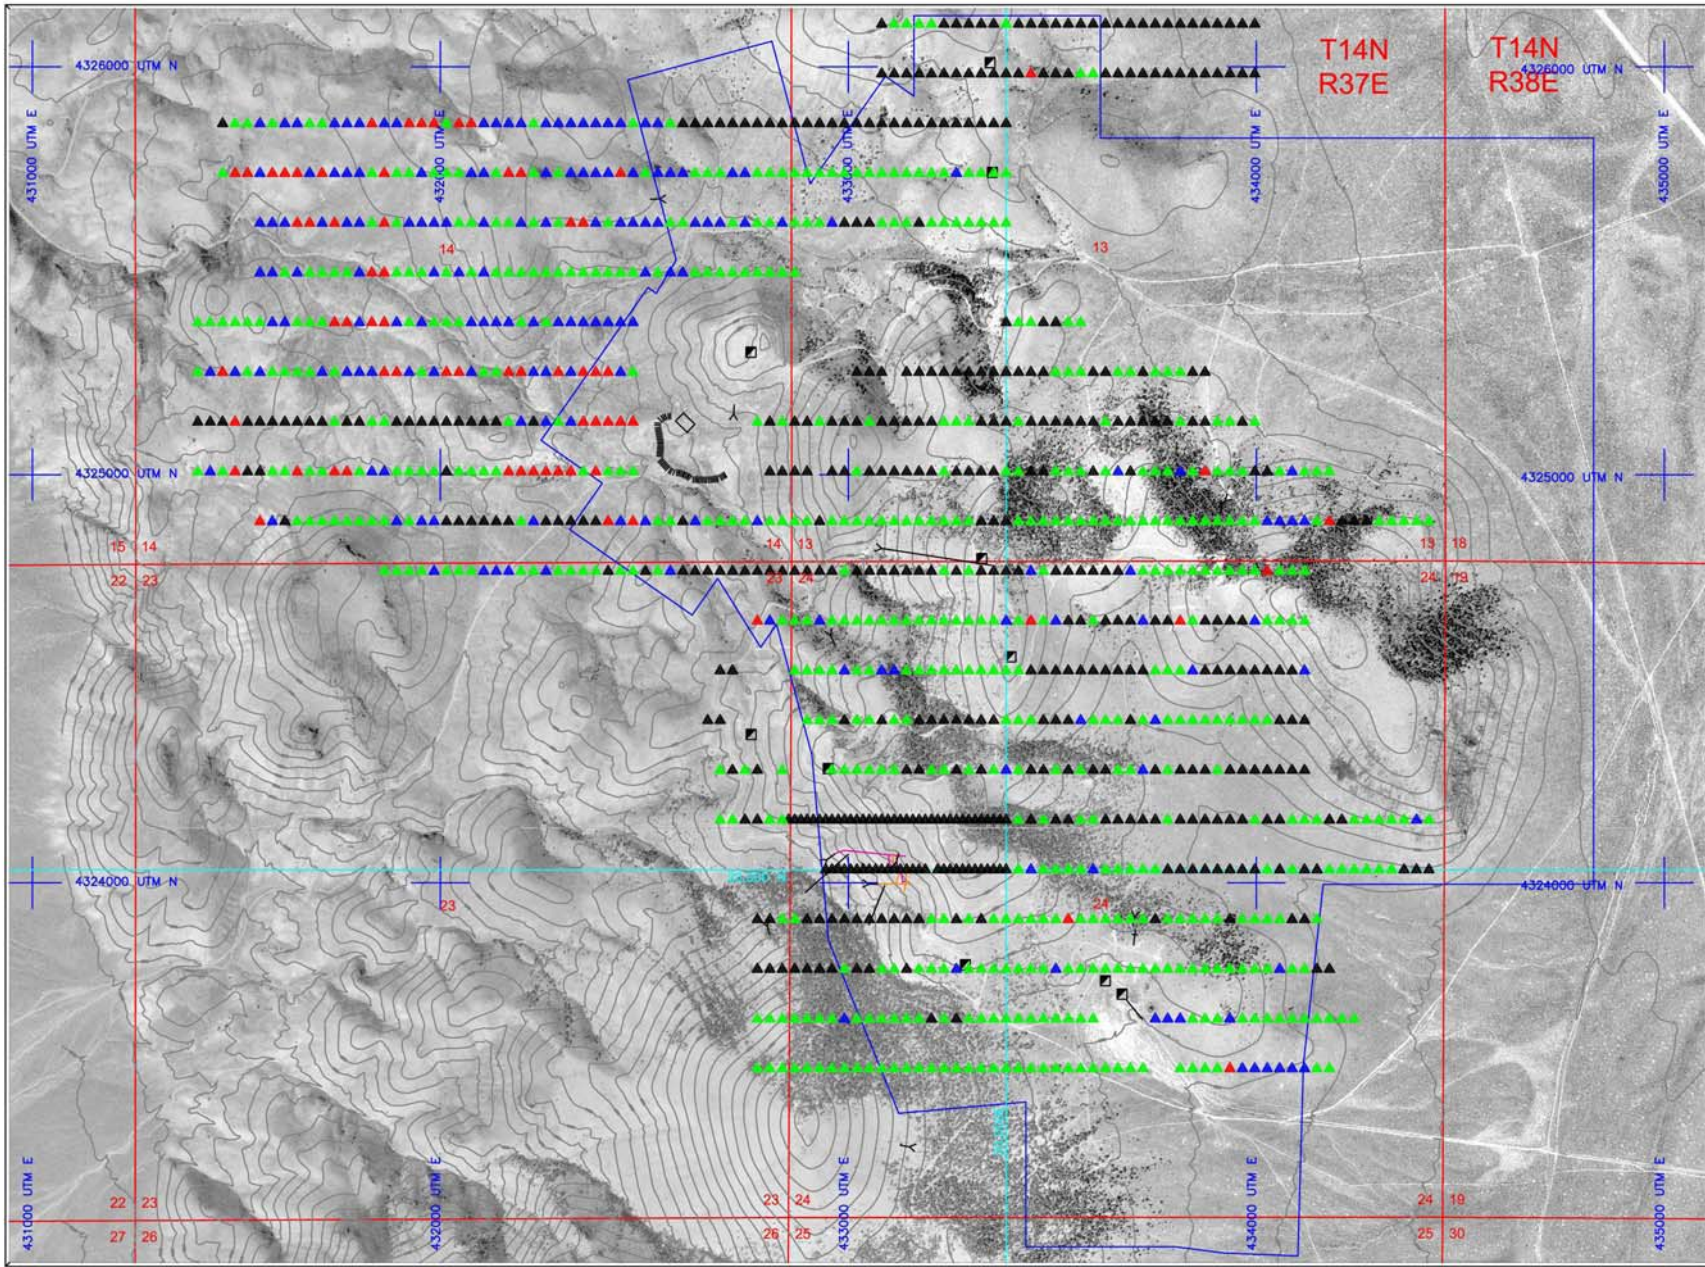 T14N
R37E
T14N
R38E
4326000 UTM N
4326000 UTM N
431000 UTM E
432000 UTM E
433000 UTM E
434000 UTM E
435000 UTM E
14
13
4325000 UTM N
4325000 UTM N
15 14
22 23
14 13
23 24
13 18
24 19
4324000 UTM N
4324000 UTM N
23
24
431000 UTM E
432000 UTM E
433000 UTM E
434000 UTM E
435000 UTM E
22 23
27 26
23 24
26 25
24 19
25 30